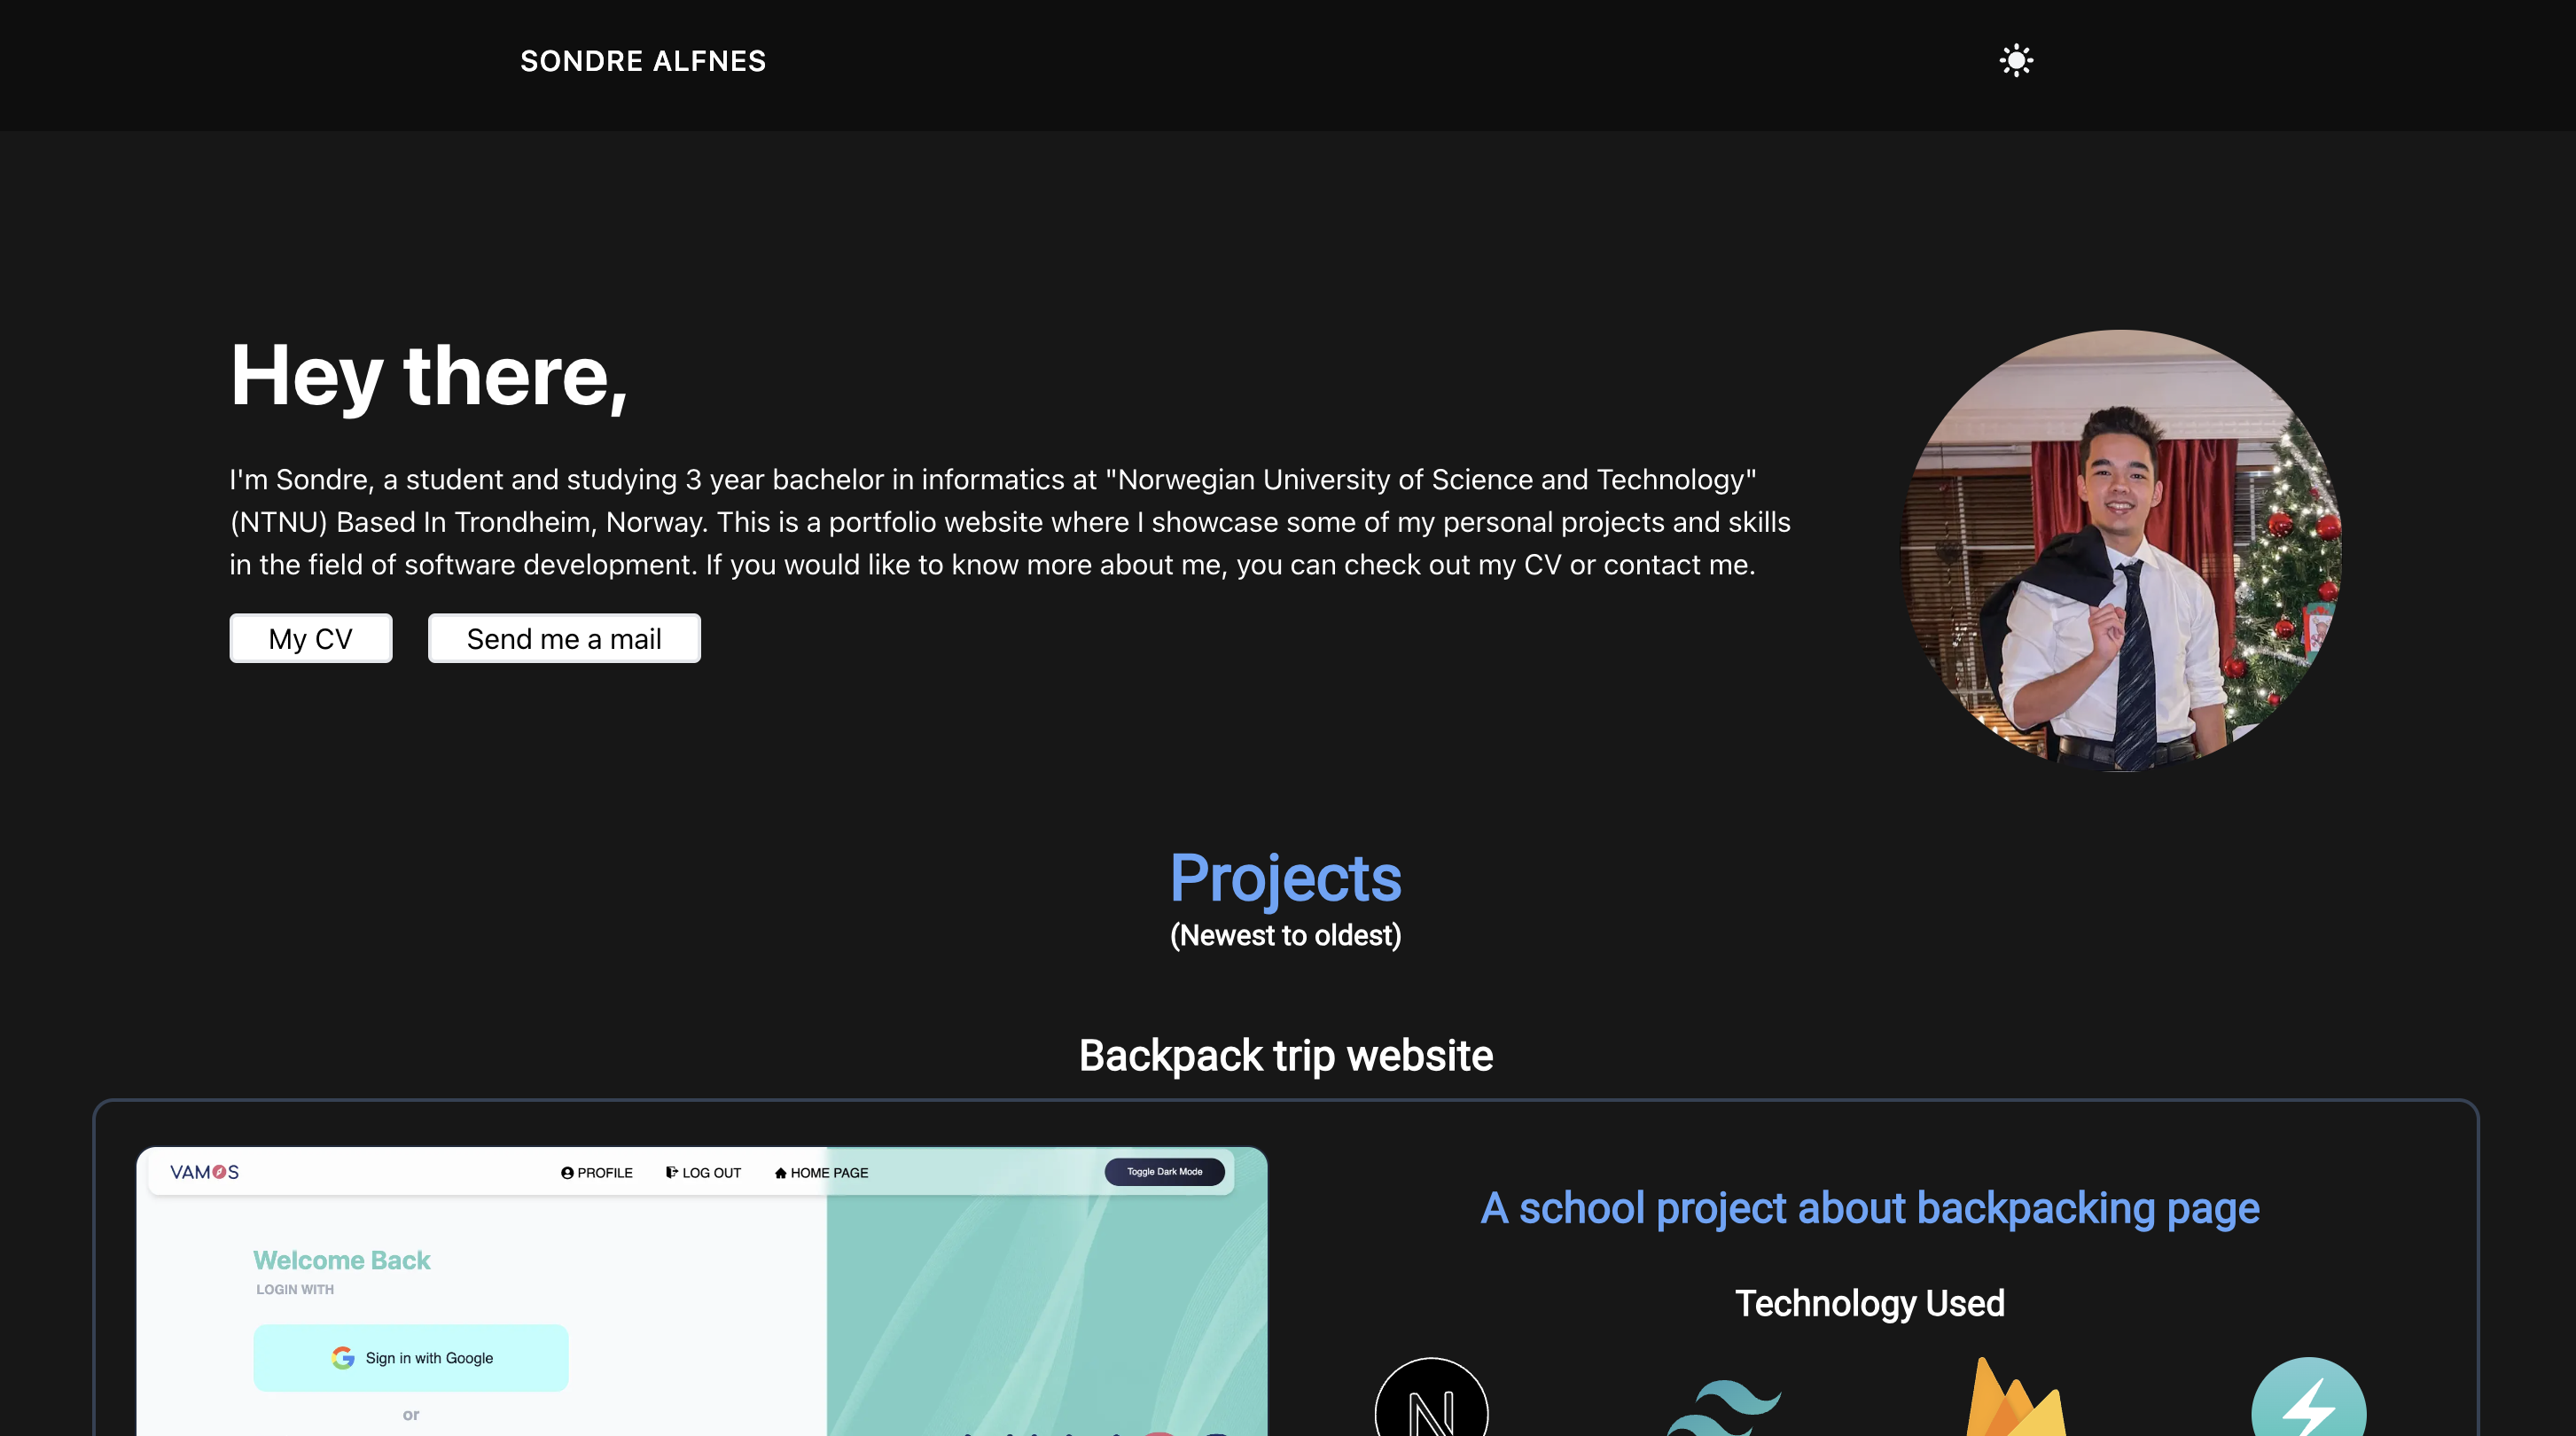 SONDRE ALFNES
Hey there,
I'm Sondre, a student and studying 3 year bachelor in informatics at "Norwegian University of Science and Technology"
(NTNU) Based In Trondheim, Norway. This is a portfolio website where I showcase some of my personal projects and skills
in the field of software development. If you would like to know more about me, you can check out my CV or contact me.
My CV
Send me a mail
Projects
(Newest to oldest)
Backpack trip website
VAMOS
PROFILE
LOG OUT
HOME PAGE
Toggle Dark Mode
Welcome Back
LOGIN WITH
Sign in with Google
or
A school project about backpacking page
Technology Used
N